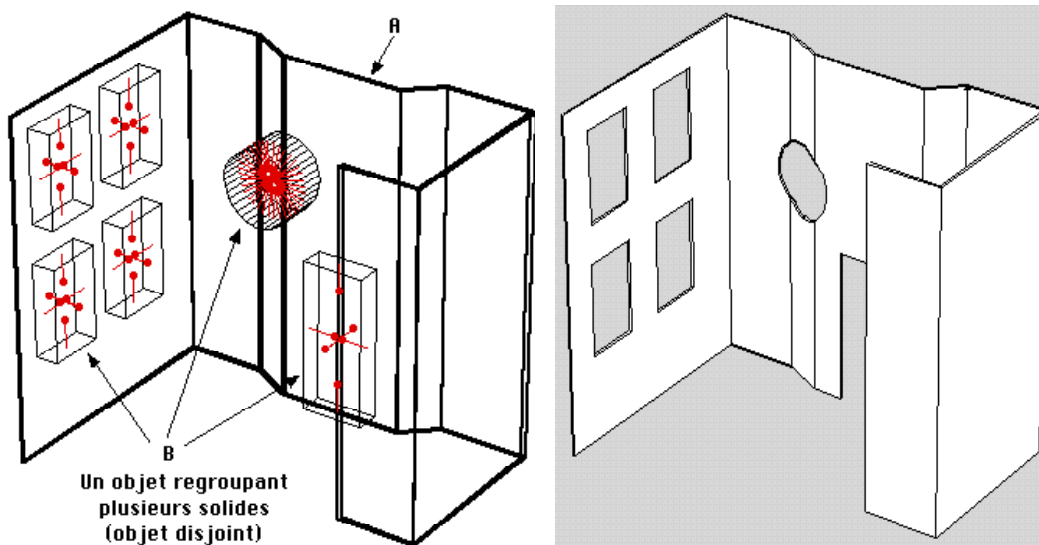 A
B
Un objet regroupant
plusieurs solides
(objet disjoint)